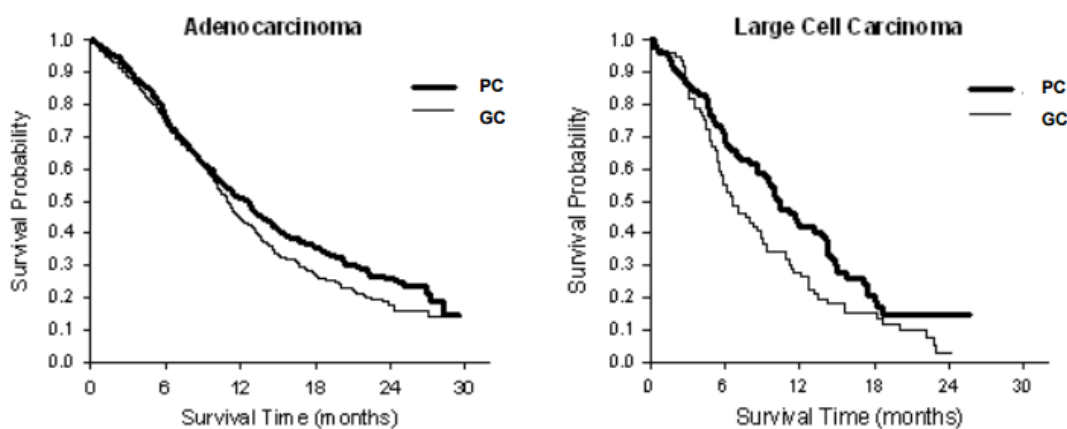 Adenocarcinoma
1.0
0.9
0.8
0.7
0.6
0.5
0.4
0.3
0.2
0.1
0.0
Survival Probability
PC
GC
0 6 12 18 24 30
Survival Time (months)
Large Cell Carcinoma
1.0
0.9
0.8
0.7
0.6
0.5
0.4
0.3
0.2
0.1
0.0
Survival Probability
PC
GC
0 6 12 18 24 30
Survival Time (months)